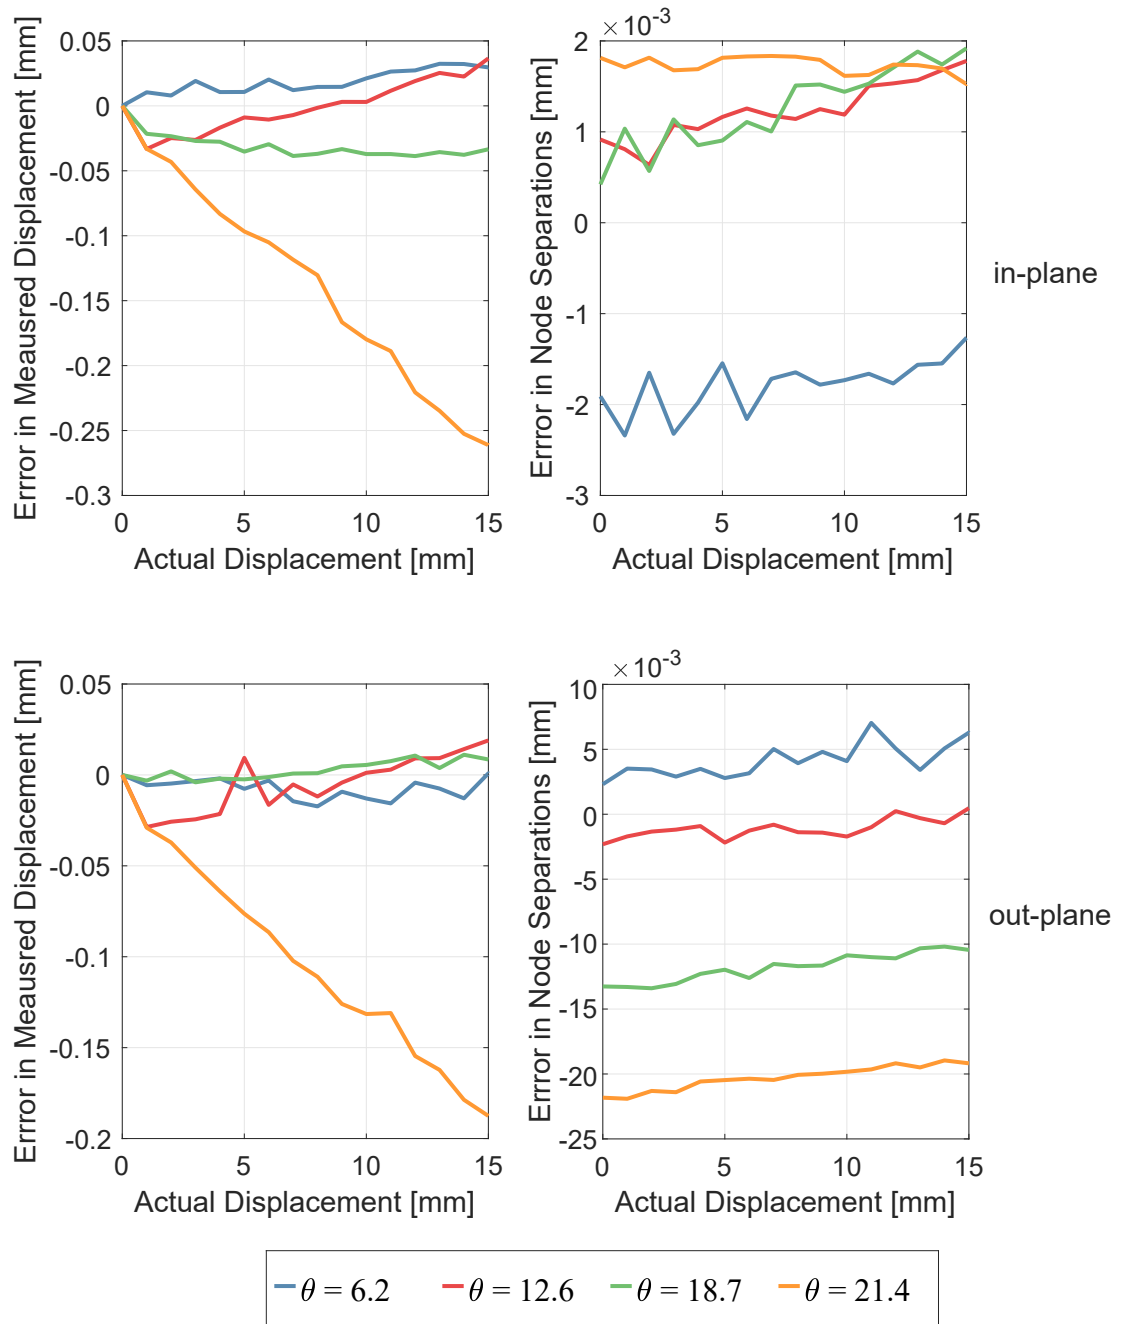 0.05
0
-0.05
-0.1
-0.15
-0.2
-0.25
-0.3
0 5 10 15
Actual Displacement [mm]
Errror in Meausred Displacement [mm]
×10-3
2
1
0
-1
-2
-3
0 5 10 15
Actual Displacement [mm]
Errror in Node Separations [mm]
in-plane
0.05
0
-0.05
-0.1
-0.15
-0.2
0 5 10 15
Actual Displacement [mm]
Errror in Meausred Displacement [mm]
×10-3
10
5
0
-5
-10
-15
-20
-25
0 5 10 15
Actual Displacement [mm]
Errror in Node Separations [mm]
out-plane
θ = 6.2 θ = 12.6 θ = 18.7 θ = 21.4